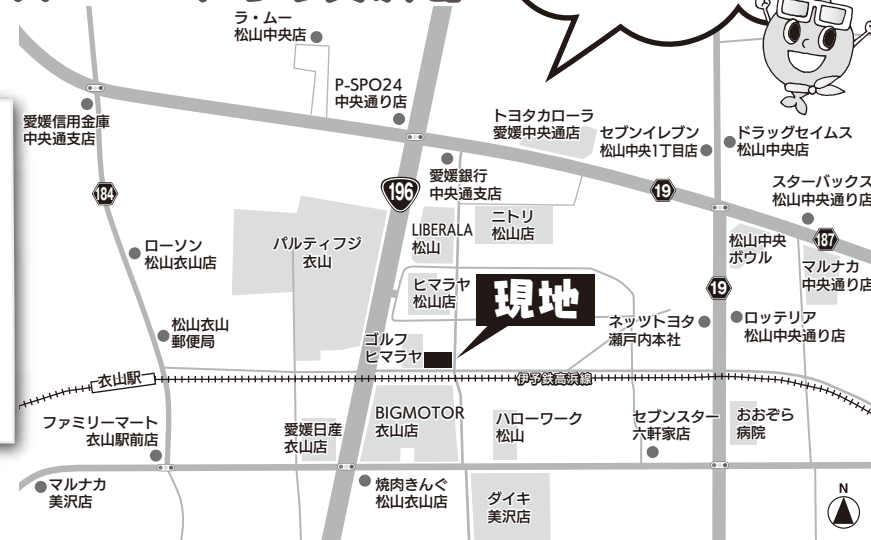 ラ・ムー
松山中央店
P-SPO24
中央通り店
愛媛信用金庫
中央通支店
トヨタカローラ
愛媛中央通店
セブンイレブン
松山中央1丁目店
ドラッグセイムス
松山中央店
愛媛銀行
中央通支店
スターバックス
松山中央通り店
184
196
19
LIBERALA
松山
ニトリ
松山店
187
松山中央
ボウル
マルナカ
中央通り店
ローソン
松山衣山店
パルティフジ
衣山
ヒマラヤ
松山店
現地
19
ネッツトヨタ
瀬戸内本社
ロッテリア
松山中央通り店
松山衣山
郵便局
ゴルフ
ヒマラヤ
衣山駅
伊予鉄高浜線
ファミリーマート
衣山駅前店
愛媛日産
衣山店
BIGMOTOR
衣山店
ハローワーク
松山
セブンスター
六軒家店
おおぞら
病院
マルナカ
美沢店
焼肉きんぐ
松山衣山店
ダイキ
美沢店
N